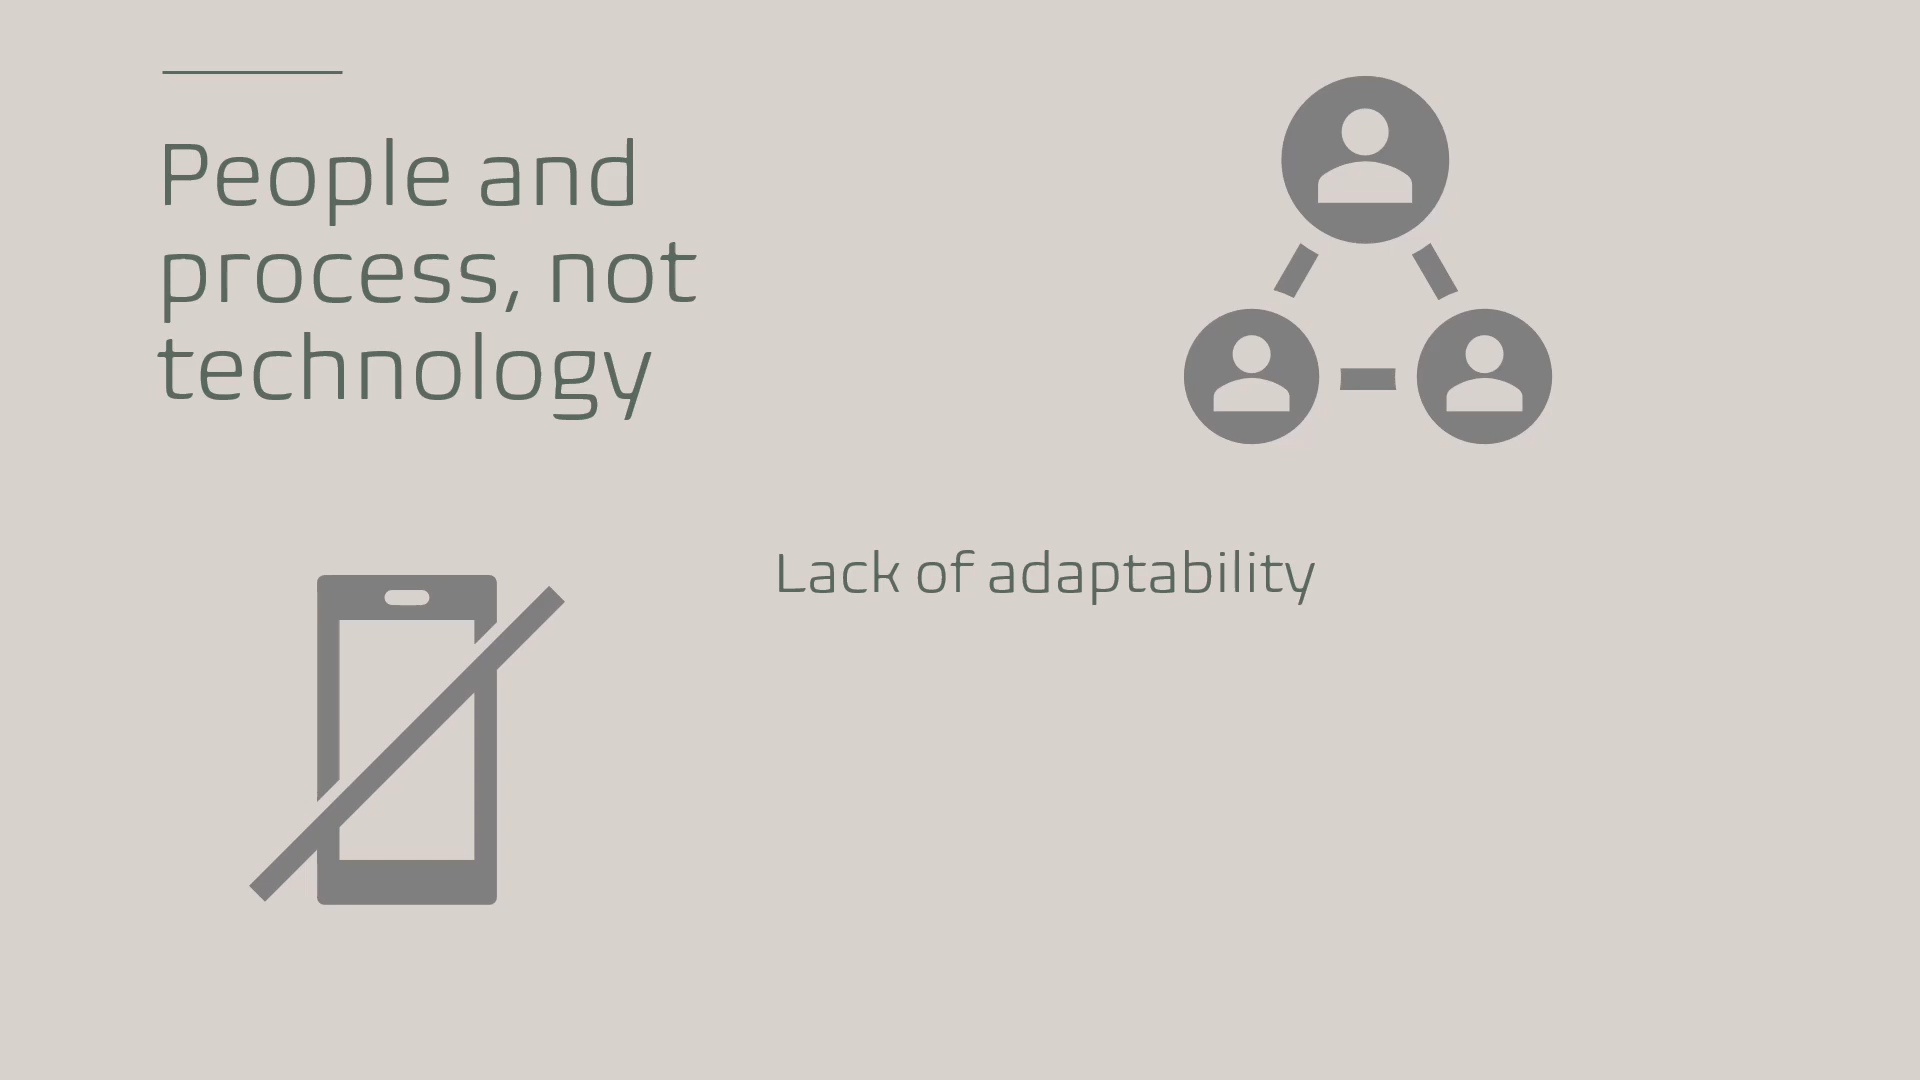 People and
process, not
technology
Lack of adaptability